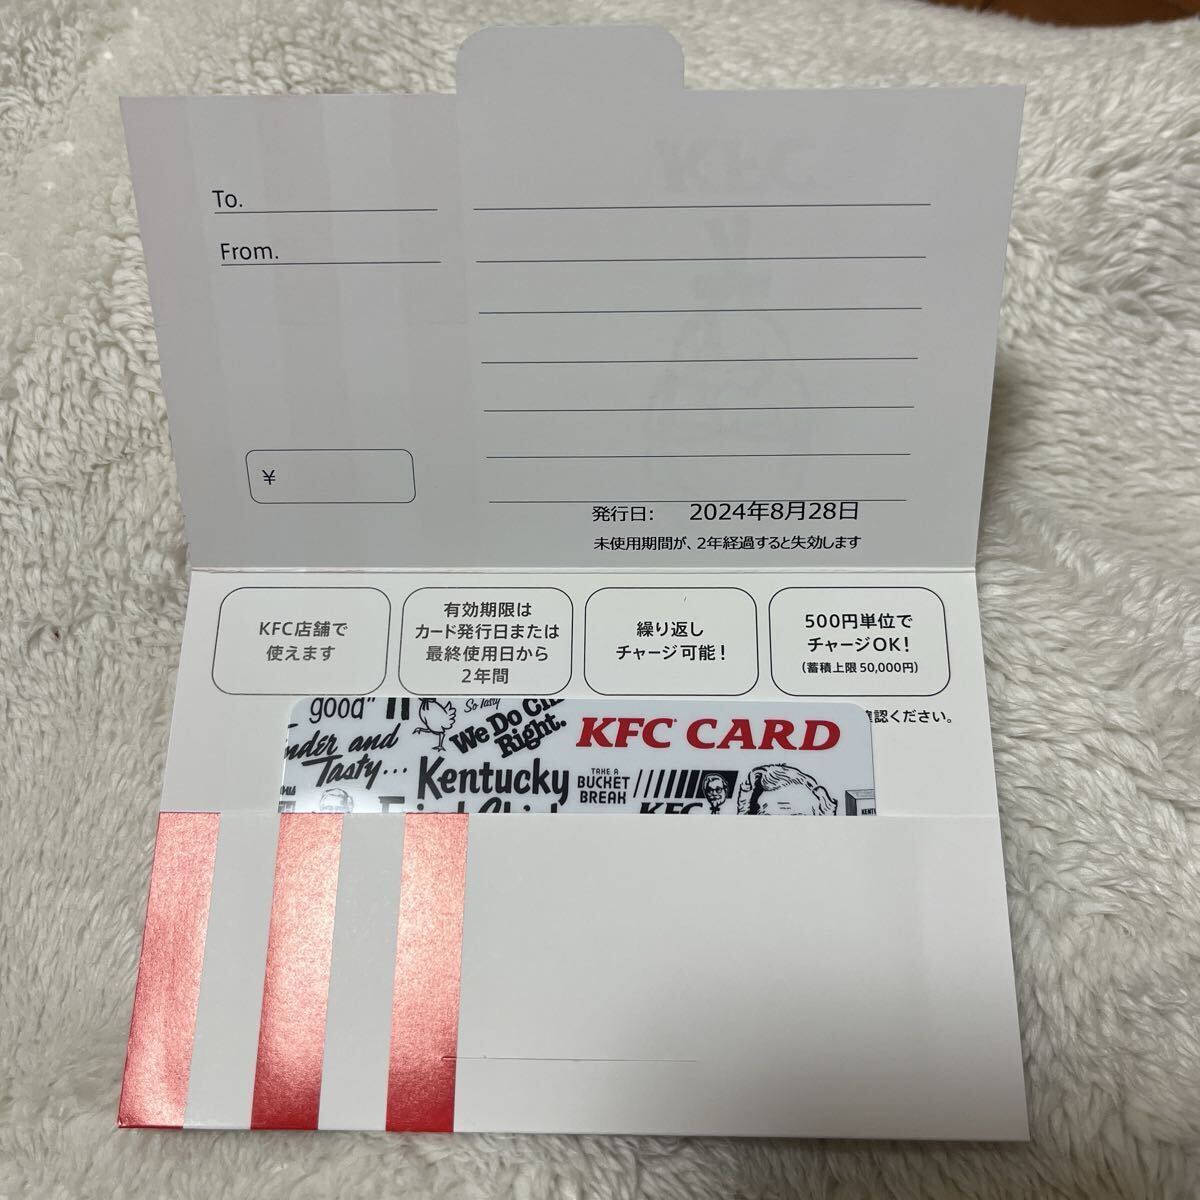 To.
From.
¥
発行日: 2024年8月28日
未使用期間が、2年経過すると失効します
KFC店舗で
使えます
有効期限は
カード発行日または
最終使用日から
2年間
繰り返し
チャージ可能!
500円単位で
チャージOK!
(蓄積上限 50,000円)
確認ください。
good"
So Tasty
We Do
Right.
KFC CARD
and
Tasty...
Kentucky
TAKE A
BUCKET
BREAK
KFC